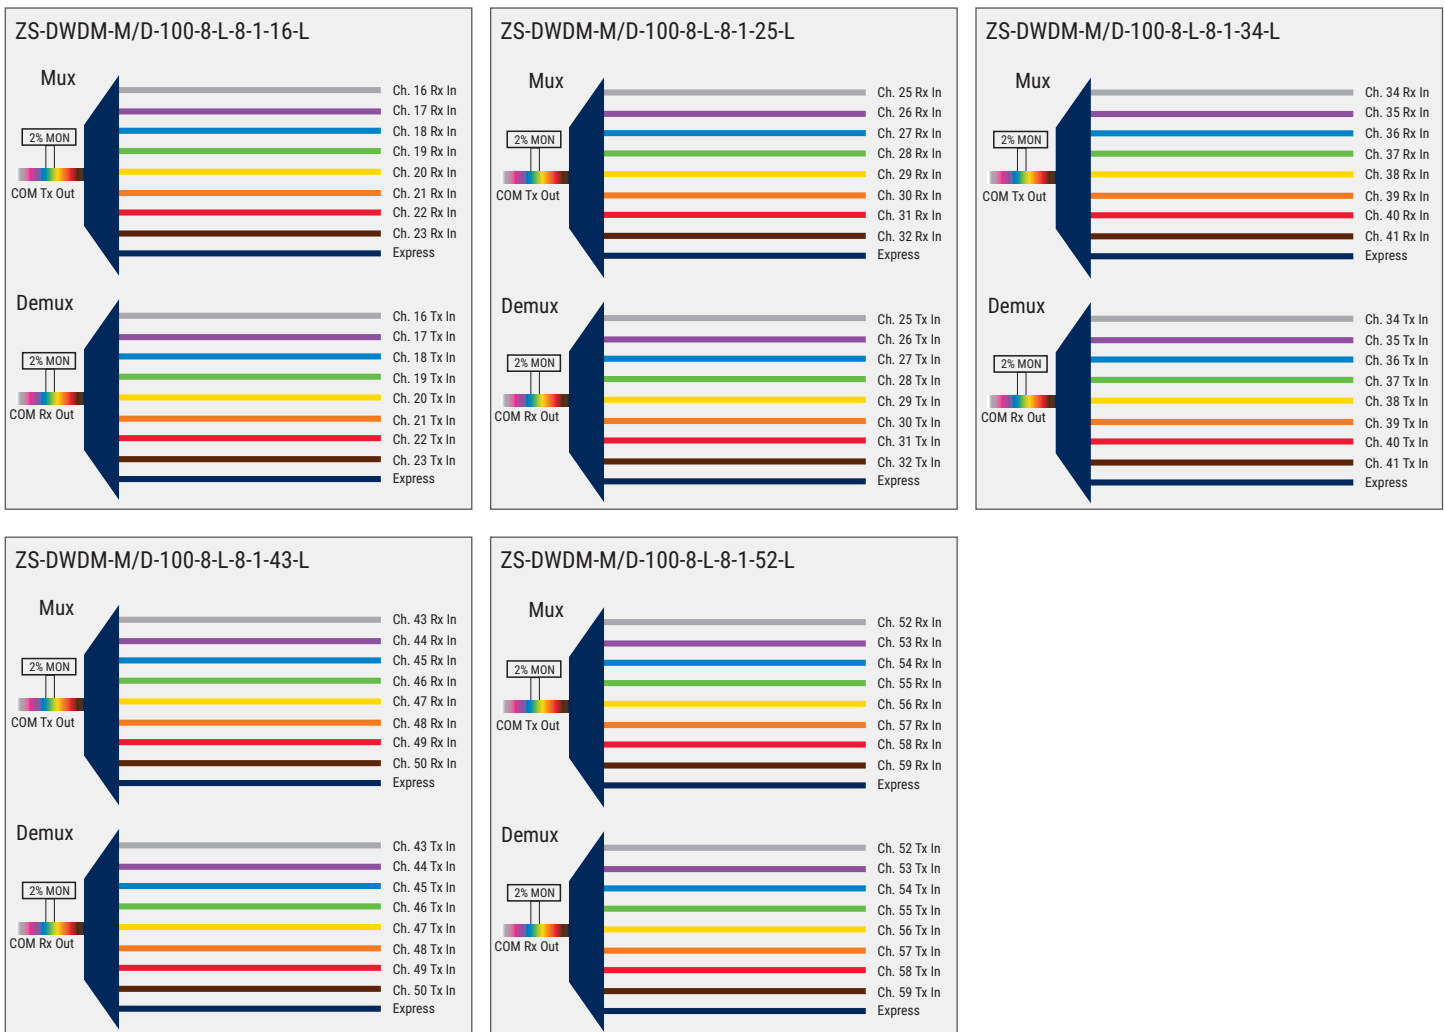 ZS-DWDM-M/D-100-8-L-8-1-16-L
Mux
2% MON
COM Tx Out
Ch. 16 Rx In
Ch. 17 Rx In
Ch. 18 Rx In
Ch. 19 Rx In
Ch. 20 Rx In
Ch. 21 Rx In
Ch. 22 Rx In
Ch. 23 Rx In
Express
Demux
2% MON
COM Rx Out
Ch. 16 Tx In
Ch. 17 Tx In
Ch. 18 Tx In
Ch. 19 Tx In
Ch. 20 Tx In
Ch. 21 Tx In
Ch. 22 Tx In
Ch. 23 Tx In
Express
ZS-DWDM-M/D-100-8-L-8-1-25-L
Mux
2% MON
COM Tx Out
Ch. 25 Rx In
Ch. 26 Rx In
Ch. 27 Rx In
Ch. 28 Rx In
Ch. 29 Rx In
Ch. 30 Rx In
Ch. 31 Rx In
Ch. 32 Rx In
Express
Demux
2% MON
COM Rx Out
Ch. 25 Tx In
Ch. 26 Tx In
Ch. 27 Tx In
Ch. 28 Tx In
Ch. 29 Tx In
Ch. 30 Tx In
Ch. 31 Tx In
Ch. 32 Tx In
Express
ZS-DWDM-M/D-100-8-L-8-1-34-L
Mux
2% MON
COM Tx Out
Ch. 34 Rx In
Ch. 35 Rx In
Ch. 36 Rx In
Ch. 37 Rx In
Ch. 38 Rx In
Ch. 39 Rx In
Ch. 40 Rx In
Ch. 41 Rx In
Express
Demux
2% MON
COM Rx Out
Ch. 34 Tx In
Ch. 35 Tx In
Ch. 36 Tx In
Ch. 37 Tx In
Ch. 38 Tx In
Ch. 39 Tx In
Ch. 40 Tx In
Ch. 41 Tx In
Express
ZS-DWDM-M/D-100-8-L-8-1-43-L
Mux
2% MON
COM Tx Out
Ch. 43 Rx In
Ch. 44 Rx In
Ch. 45 Rx In
Ch. 46 Rx In
Ch. 47 Rx In
Ch. 48 Rx In
Ch. 49 Rx In
Ch. 50 Rx In
Express
Demux
2% MON
COM Rx Out
Ch. 43 Tx In
Ch. 44 Tx In
Ch. 45 Tx In
Ch. 46 Tx In
Ch. 47 Tx In
Ch. 48 Tx In
Ch. 49 Tx In
Ch. 50 Tx In
Express
ZS-DWDM-M/D-100-8-L-8-1-52-L
Mux
2% MON
COM Tx Out
Ch. 52 Rx In
Ch. 53 Rx In
Ch. 54 Rx In
Ch. 55 Rx In
Ch. 56 Rx In
Ch. 57 Rx In
Ch. 58 Rx In
Ch. 59 Rx In
Express
Demux
2% MON
COM Rx Out
Ch. 52 Tx In
Ch. 53 Tx In
Ch. 54 Tx In
Ch. 55 Tx In
Ch. 56 Tx In
Ch. 57 Tx In
Ch. 58 Tx In
Ch. 59 Tx In
Express